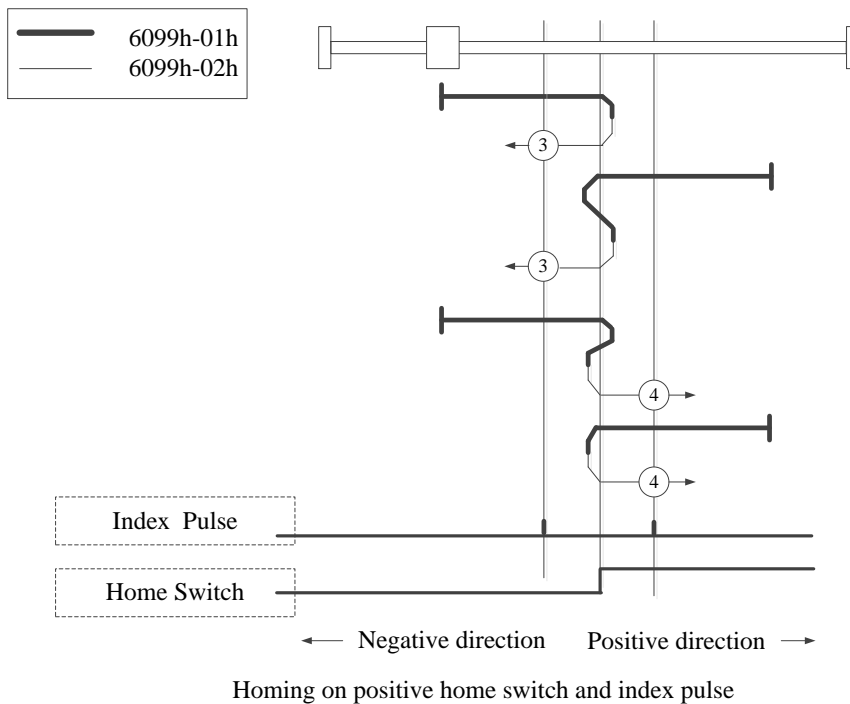 6099h-01h
6099h-02h
3
3
4
4
Index Pulse
Home Switch
Negative direction Positive direction
Homing on positive home switch and index pulse